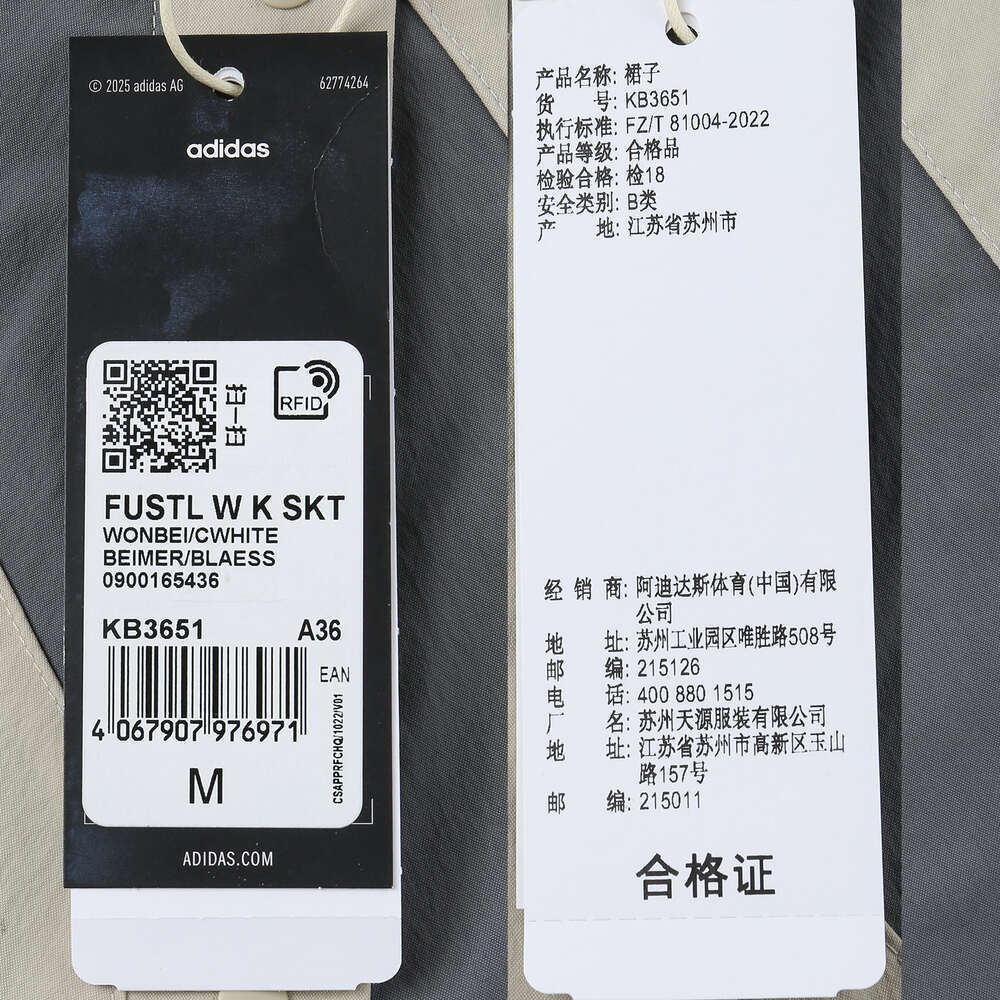 © 2025 adidas AG
62774264
adidas
扫一扫
RFID
FUSTL W K SKT
WONBEI/CWHITE
BEIMER/BLAESS
0900165436
KB3651
A36
EAN
4 067907 976971
CSAPPRFCHQ/1022/V01
M
ADIDAS.COM
产品名称: 裙子
货 号: KB3651
执行标准: FZ/T 81004-2022
产品等级: 合格品
检验合格: 检18
安全类别: B类
产 地: 江苏省苏州市
经 销 商: 阿迪达斯体育(中国)有限
公司
地 址: 苏州工业园区唯胜路508号
邮 编: 215126
电 话: 400 880 1515
厂 名: 苏州天源服装有限公司
地 址: 江苏省苏州市高新区玉山
路157号
邮 编: 215011
合格证